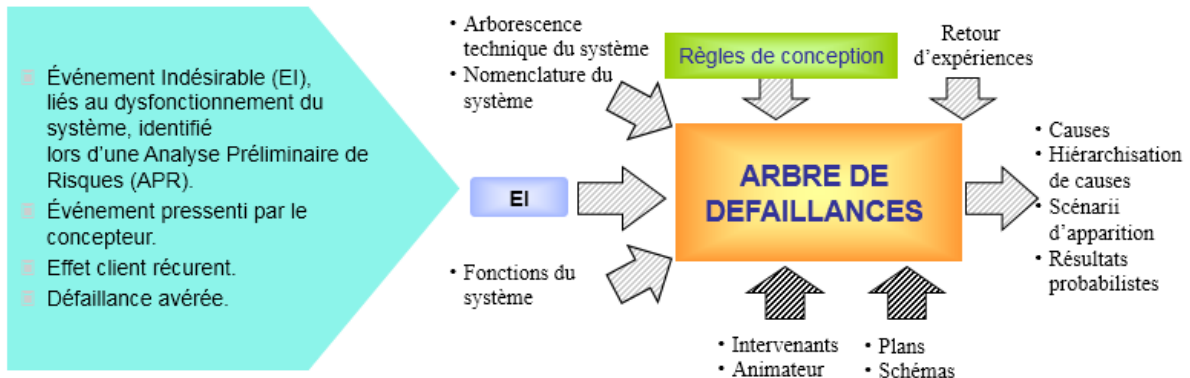 Événement Indésirable (EI),
liés au dysfonctionnement du
système, identifié
lors d'une Analyse Préliminaire de
Risques (APR).
Événement pressenti par le
concepteur.
Effet client récurent.
Défaillance avérée.
• Arborescence
technique du système
• Nomenclature du
système
Règles de conception
Retour
d'expériences
EI
ARBRE DE
DEFAILLANCES
• Causes
• Hiérarchisation
de causes
• Scénarii
d'apparition
• Résultats
probabilistes
• Fonctions du
système
• Intervenants
• Animateur
• Plans
• Schémas